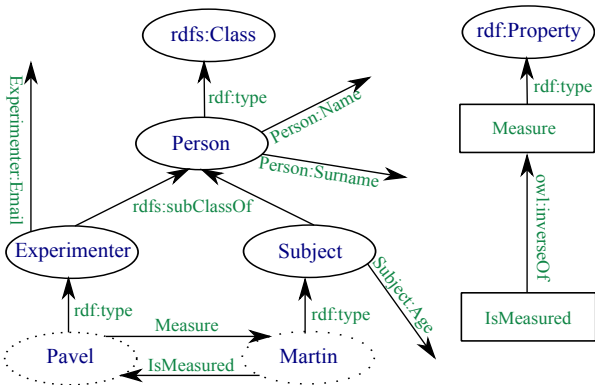 rdfs:Class
rdf:Property
rdf:type
rdf:type
Experimenter:Email
Person:Name
Person
Measure
Person:Surname
rdfs:subClassOf
owl:inverseOf
Experimenter
Subject
Subject:Age
rdf:type
rdf:type
Measure
IsMeasured
Pavel
IsMeasured
Martin